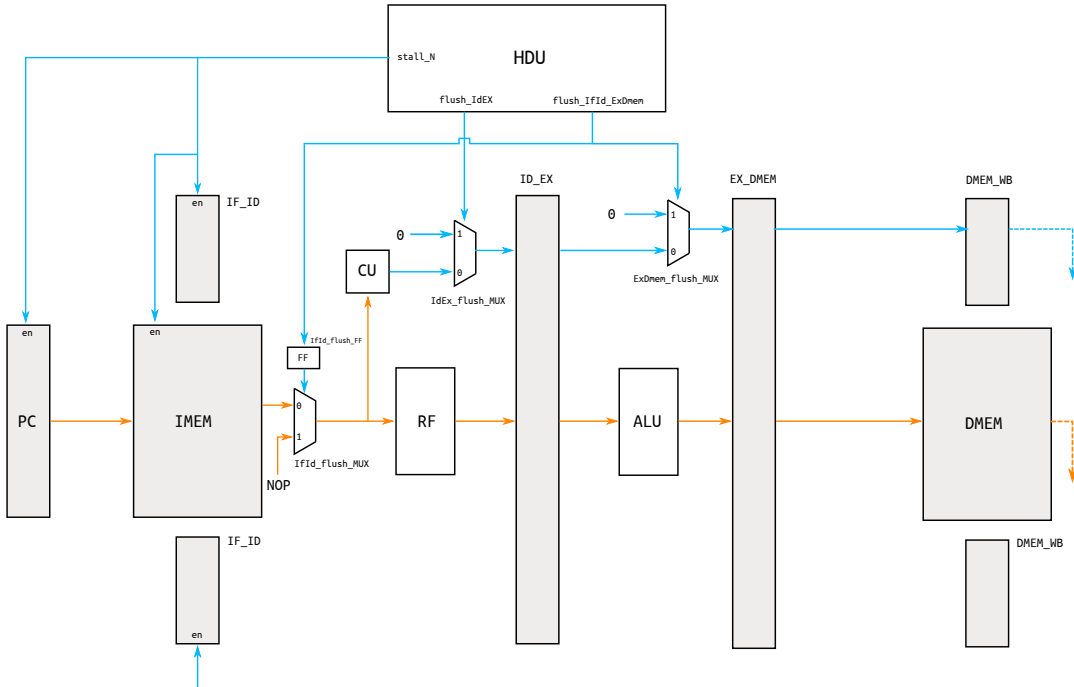 HDU
stall_N
flush_IdEX
flush_IfId_ExDmem
ID_EX
EX_DMEM
DMEM_WB
en
IF_ID
0
1
0
0
1
0
CU
IdEx_flush_MUX
ExDmem_flush_MUX
en
en
IfId_flush_FF
FF
0
1
PC
IMEM
RF
ALU
DMEM
IfId_flush_MUX
NOP
IF_ID
DMEM_WB
en